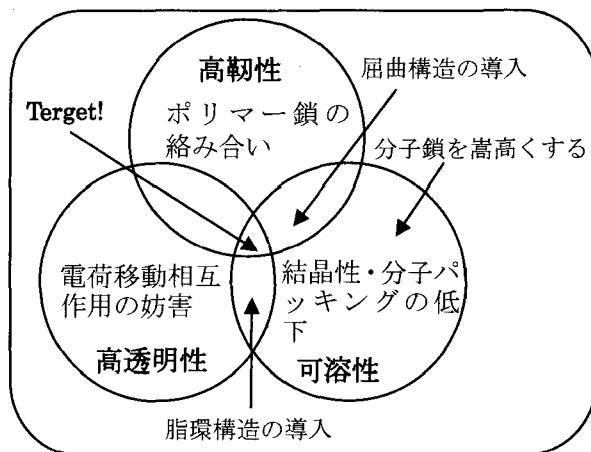 高靭性
ポリマー鎖の
絡み合い
屈曲構造の導入
Terget!
分子鎖を嵩高くする
電荷移動相互
作用の妨害
高透明性
結晶性・分子パ
ッキングの低
下
可溶性
脂環構造の導入